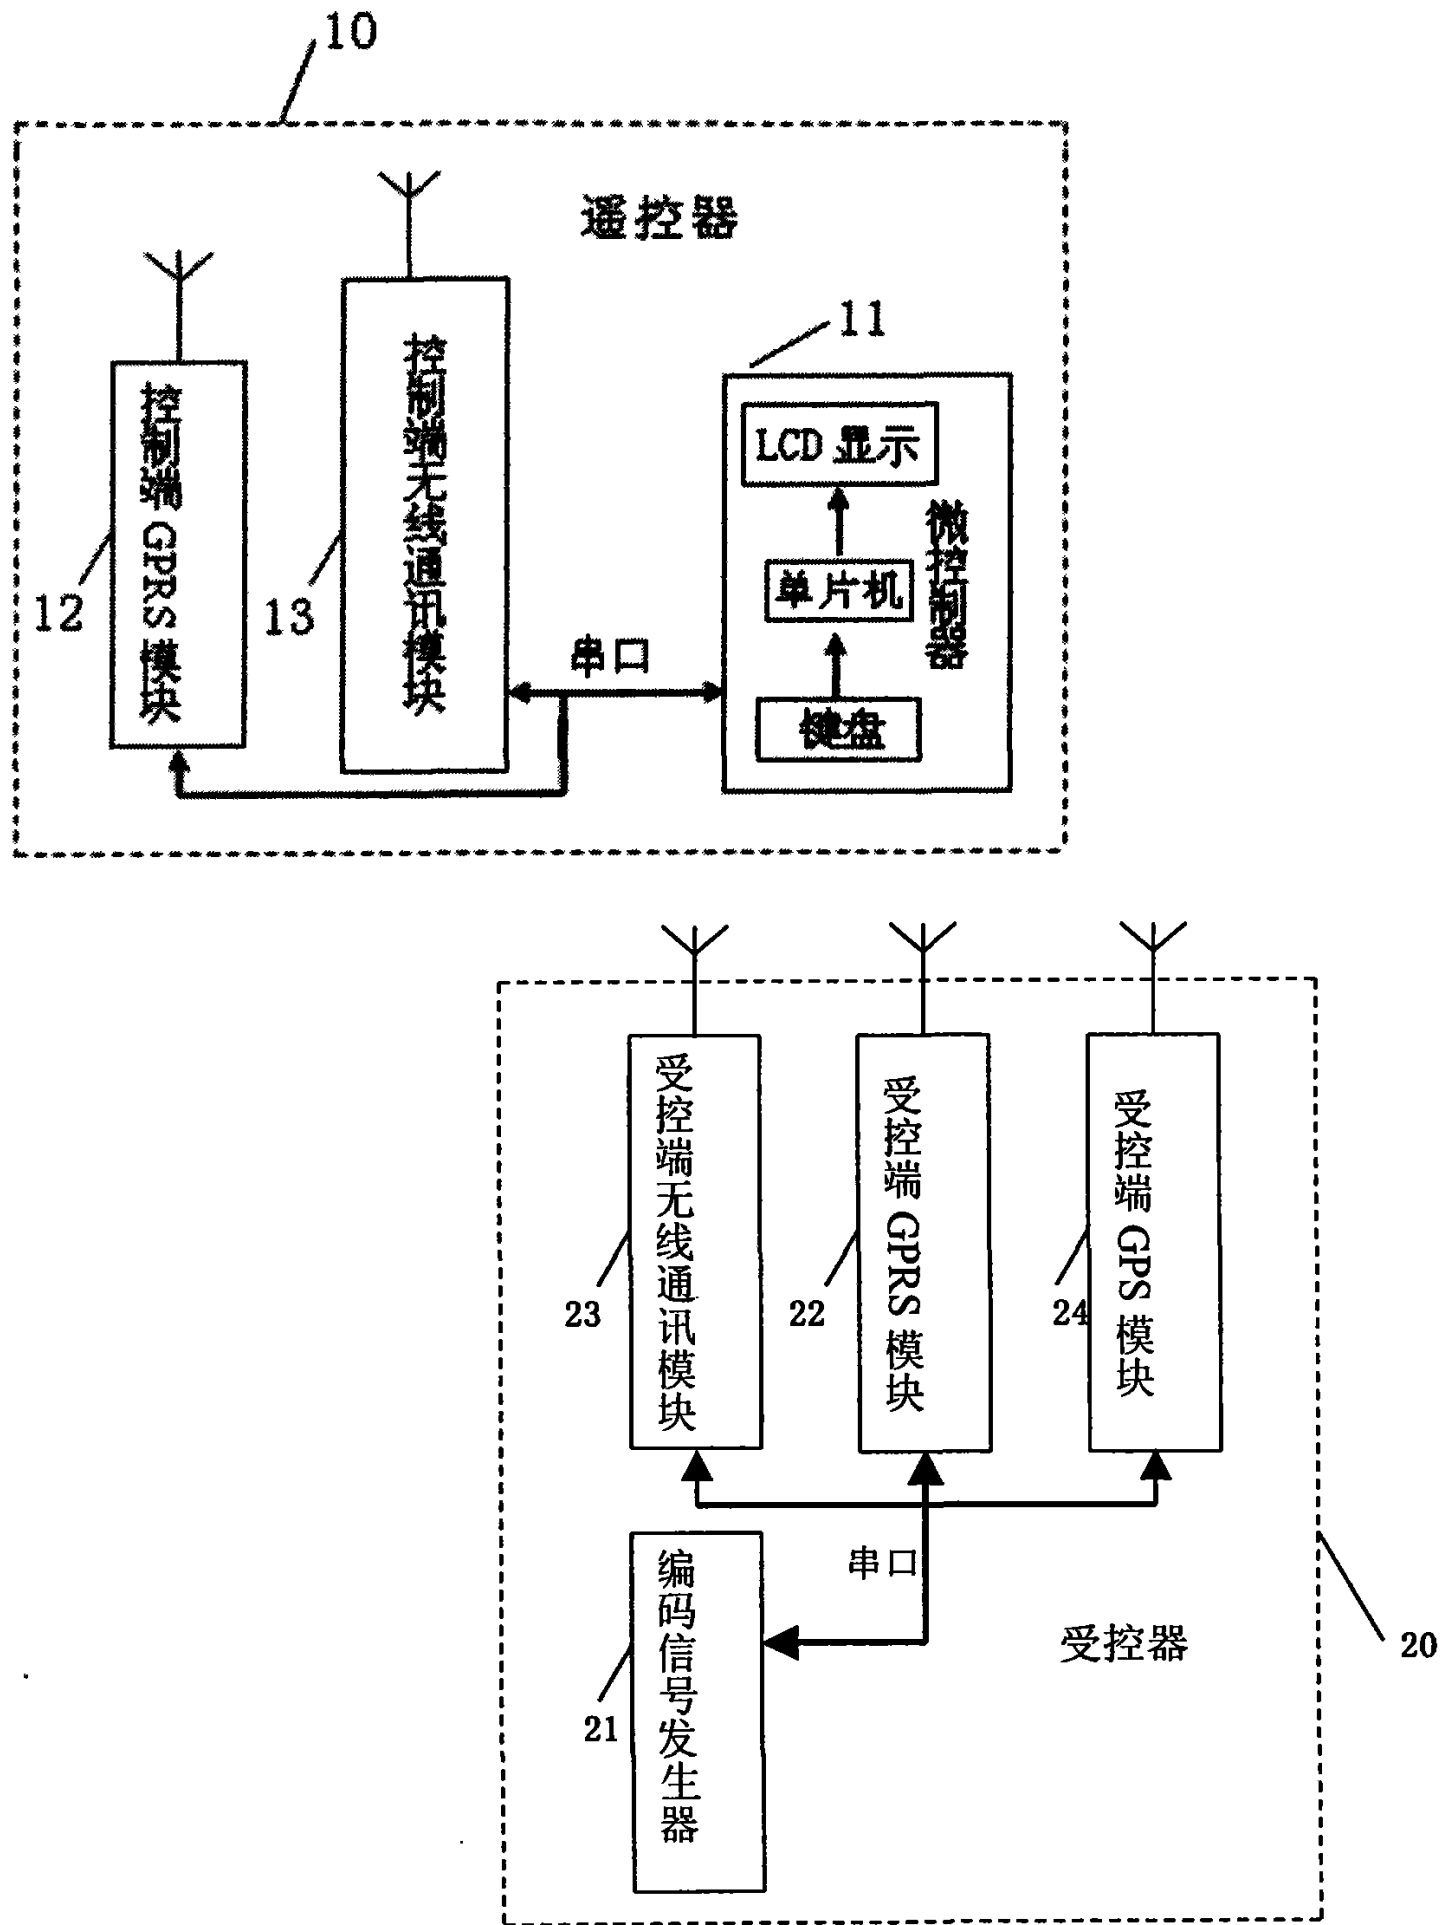 10
遥控器
11
控制端GPRS模块
控制端无线通讯模块
LCD 显示
微控制器
单片机
12
13
串口
键盘
受控端无线通讯模块
受控端GPRS模块
受控端GPS模块
23
22
24
串口
编码信号发生器
受控器
20
21